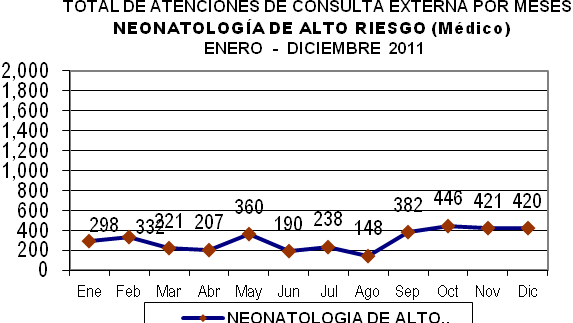 TOTAL DE ATENCIONES DE CONSULTA EXTERNA POR MESES
NEONATOLOGÍA DE ALTO RIESGO (Médico)
ENERO - DICIEMBRE 2011
2,000
1,800
1,600
1,400
1,200
1,000
800
600
400
200
0
298 332 221 207 360 190 238 148 382 446 421 420
Ene Feb Mar Abr May Jun Jul Ago Sep Oct Nov Dic
NEONATOLOGIA DE ALTO..